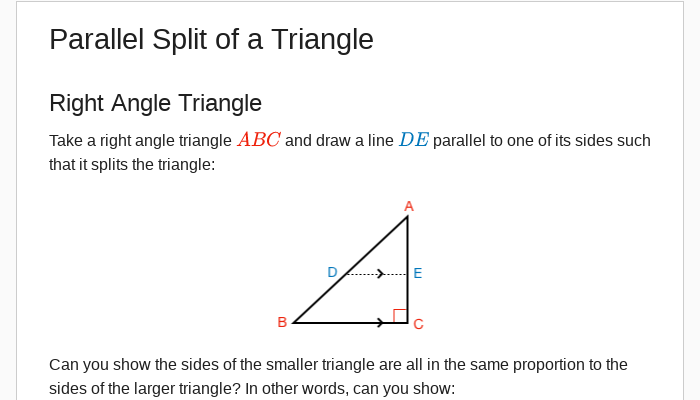 Parallel Split of a Triangle
Right Angle Triangle
Take a right angle triangle ABC and draw a line DE parallel to one of its sides such
that it splits the triangle:
A
D
E
B
C
Can you show the sides of the smaller triangle are all in the same proportion to the
sides of the larger triangle? In other words, can you show: